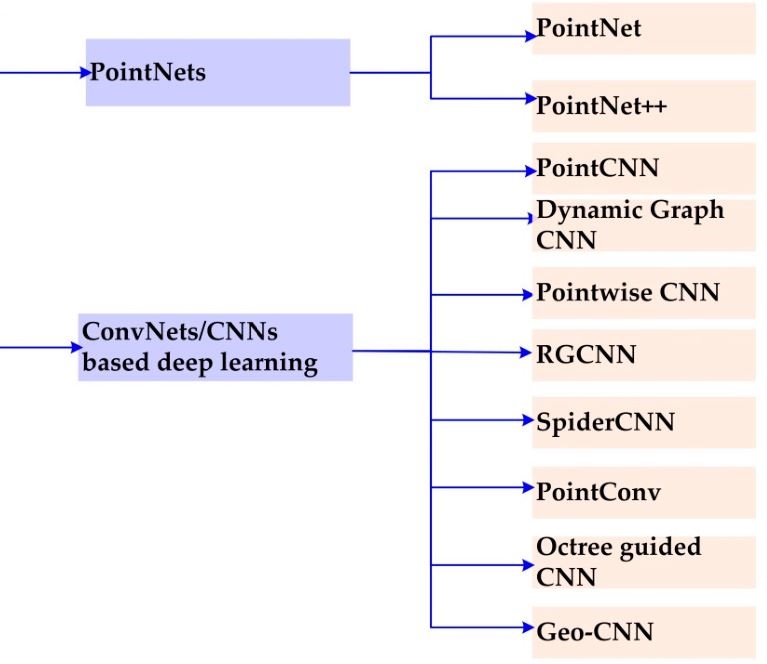 PointNets
PointNet
PointNet++
ConvNets/CNNs
based deep learning
PointCNN
Dynamic Graph
CNN
Pointwise CNN
RGCNN
SpiderCNN
PointConv
Octree guided
CNN
Geo-CNN